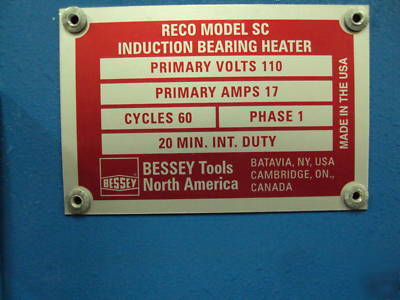 RECO MODEL SC
INDUCTION BEARING HEATER
PRIMARY VOLTS 110
PRIMARY AMPS 17
CYCLES 60 PHASE 1
20 MIN. INT. DUTY
MADE IN THE USA
BESSEY
BESSEY Tools
North America
BATAVIA, NY, USA
CAMBRIDGE, ON.,
CANADA